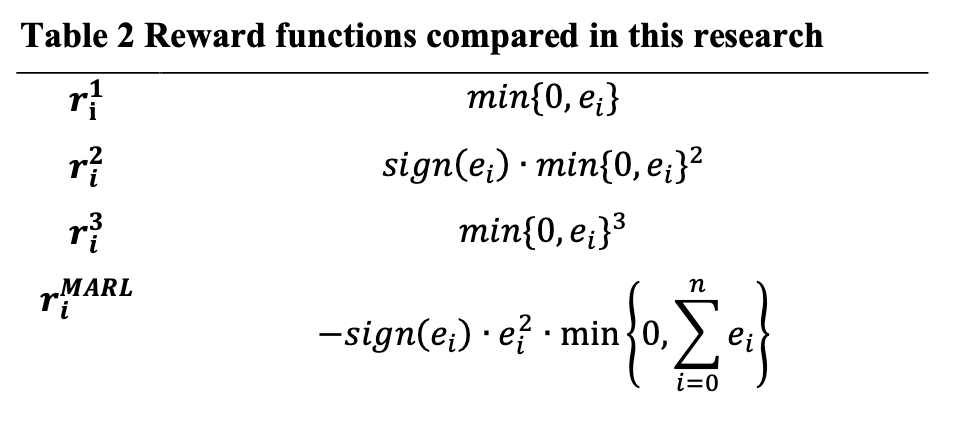 Table 2 Reward functions compared in this research
r_i^1 min{0, e_i}
r_i^2 sign(e_i) · min{0, e_i}^2
r_i^3 min{0, e_i}^3
r_i^MARL −sign(e_i) · e_i^2 · min{0, ∑_{i=0}^{n} e_i}